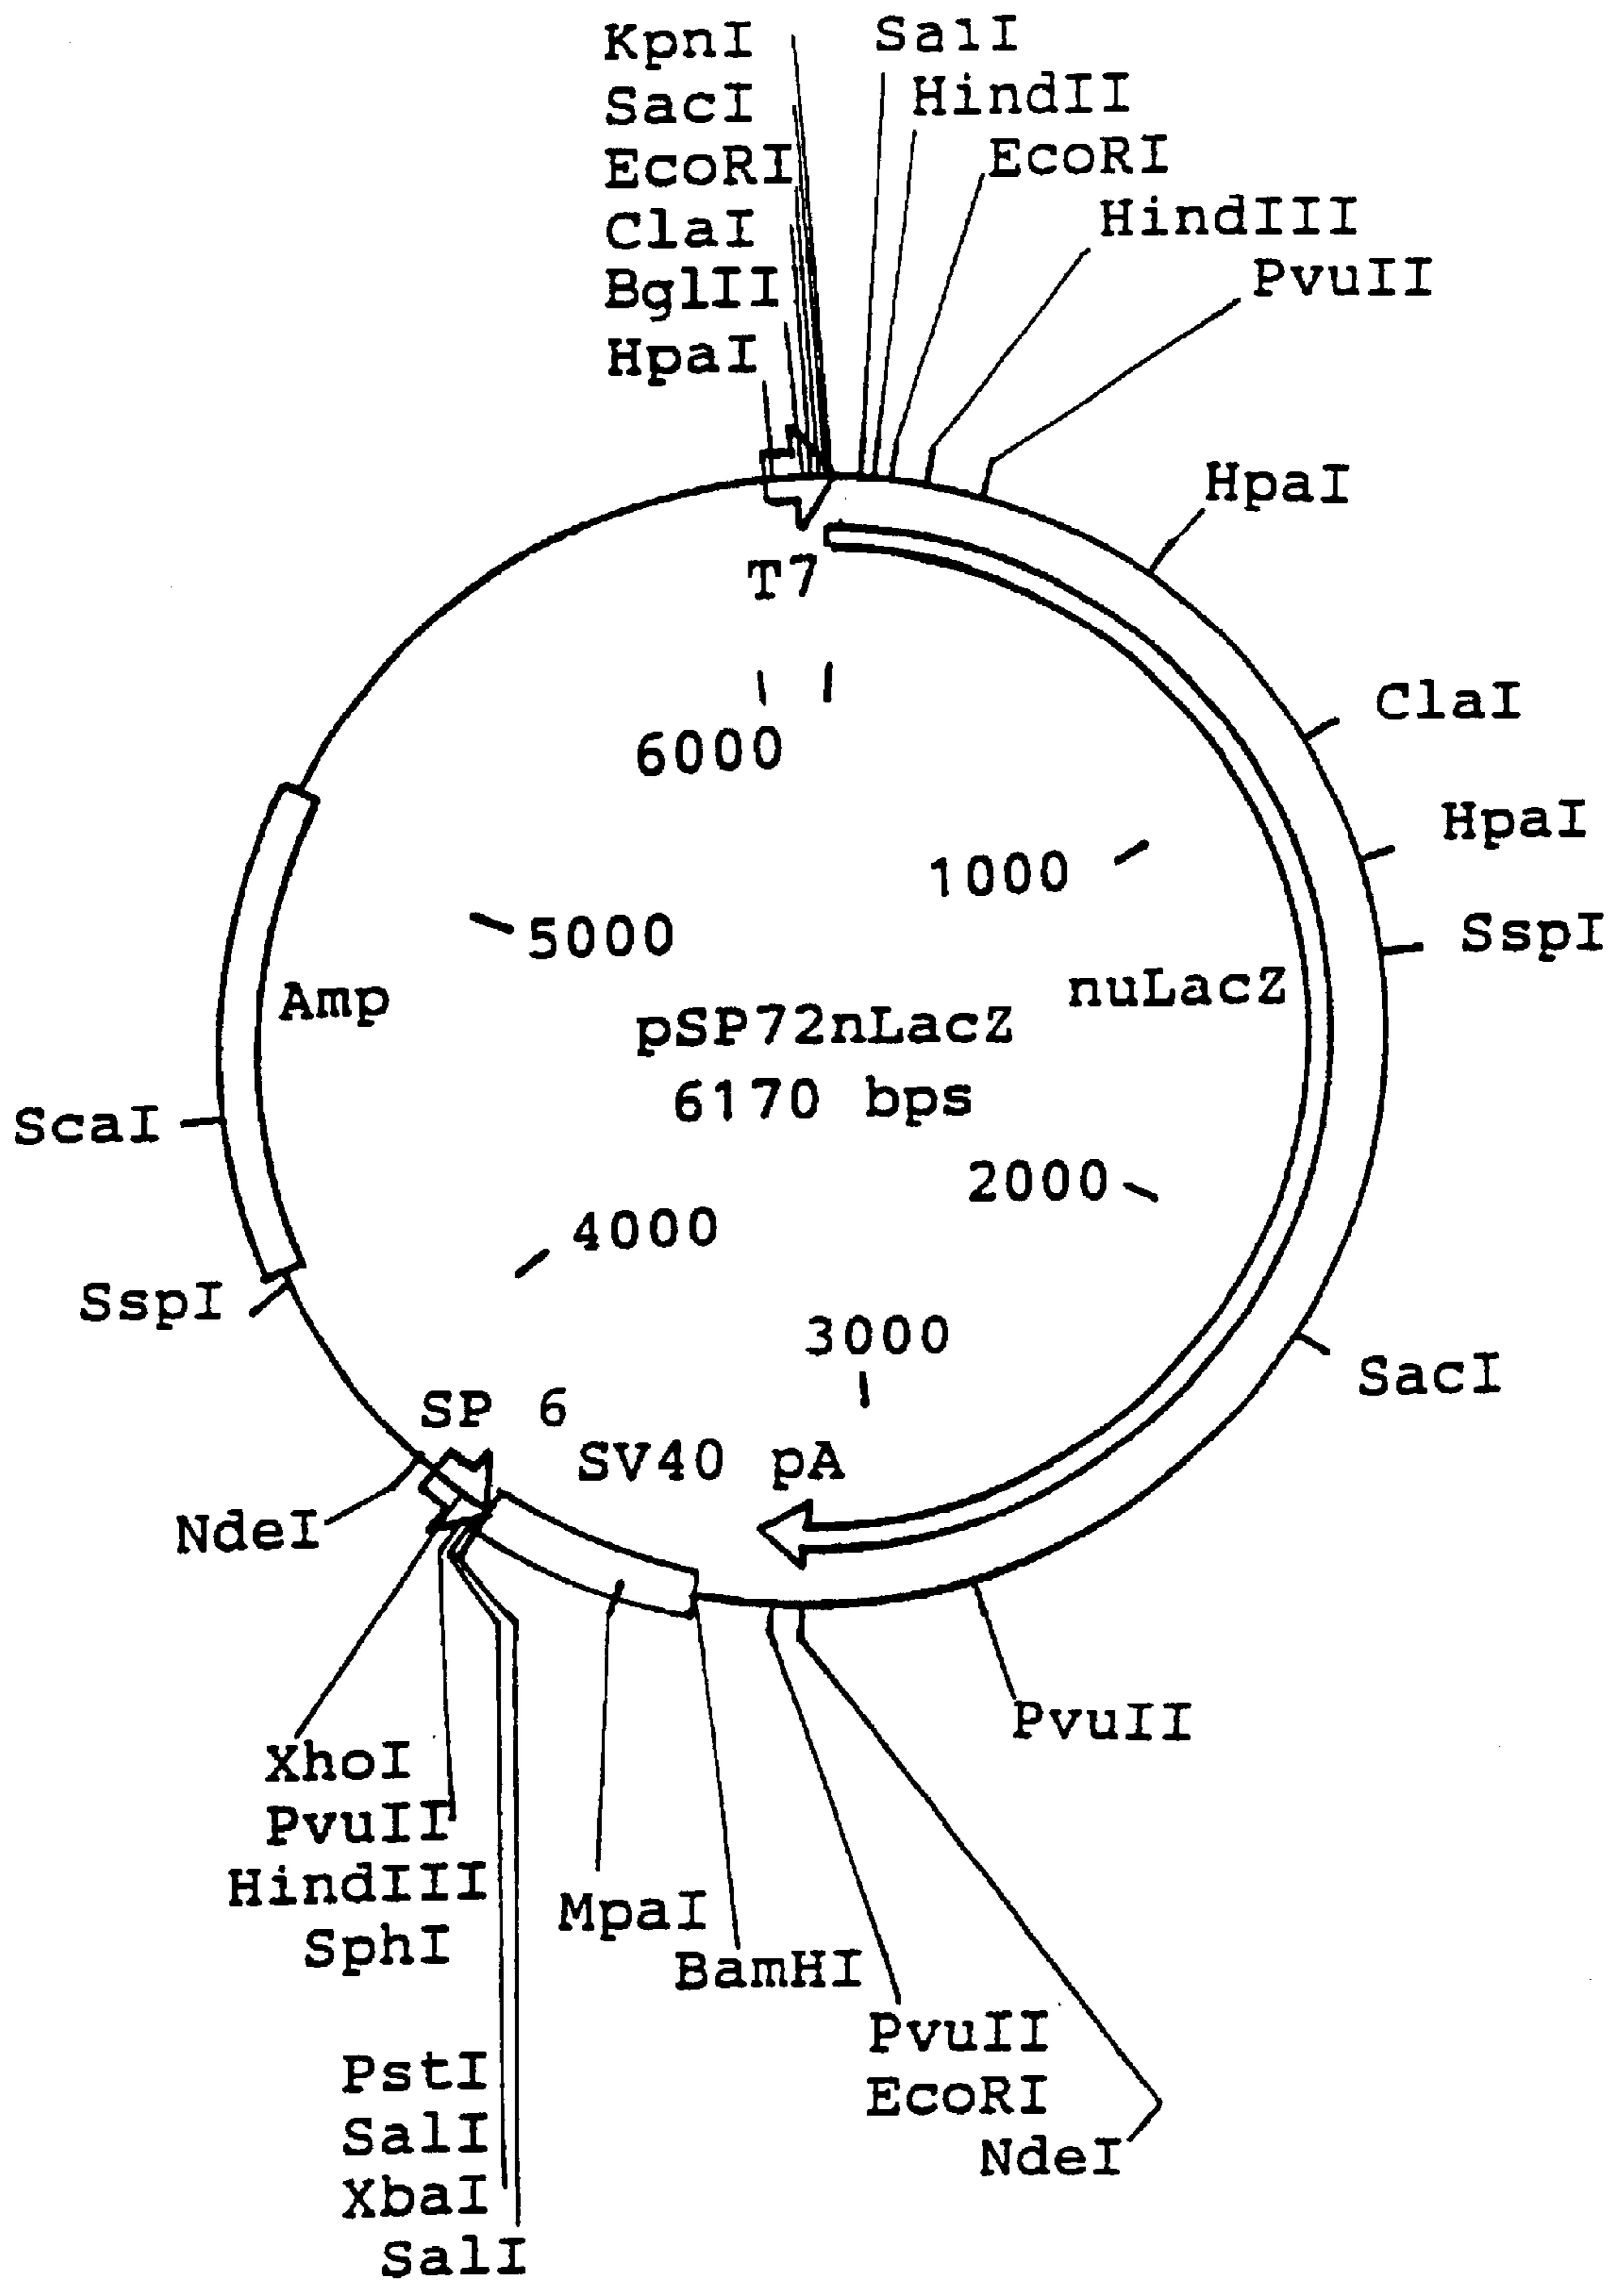 KpnI
SacI
EcoRI
ClaI
BglII
HpaI
SalI
HindII
EcoRI
HindIII
PvuII
HpaI
ClaI
HpaI
SspI
SacI
PvuII
T7
6000
1000
5000
nuLacZ
Amp
pSP72nLacZ
6170 bps
2000
4000
3000
ScaI
SspI
SP 6
SV40 pA
NdeI
XhoI
PvuII
HindIII
SphI
PstI
SalI
XbaI
SalI
MpaI
BamHI
PvuII
EcoRI
NdeI